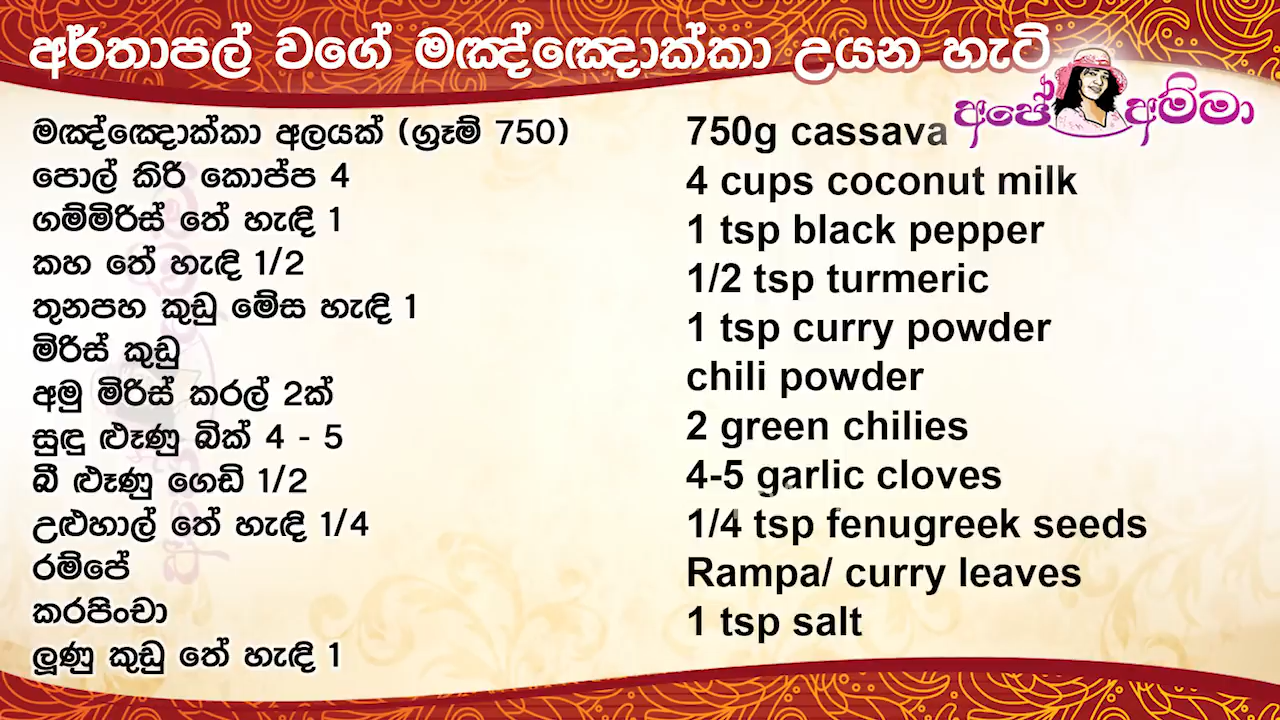 අර්තාපල් වගේ මඤ්ඤොක්කා උයන හැටි
අපේ අම්මා
මඤ්ඤොක්කා අලයක් (ග්‍රෑම් 750)
පොල් කිරි කොප්ප 4
ගම්මිරිස් තේ හැඳි 1
කහ තේ හැඳි 1/2
තුනපහ කුඩු මේස හැඳි 1
මිරිස් කුඩු
අමු මිරිස් කරල් 2ක්
සුඳු ළූණු බික් 4 - 5
බී ළූණු ගෙඩි 1/2
උළුහාල් තේ හැඳි 1/4
රම්පේ
කරපිංචා
ලූණු කුඩු තේ හැඳි 1
750g cassava
4 cups coconut milk
1 tsp black pepper
1/2 tsp turmeric
1 tsp curry powder
chili powder
2 green chilies
4-5 garlic cloves
1/4 tsp fenugreek seeds
Rampa/ curry leaves
1 tsp salt